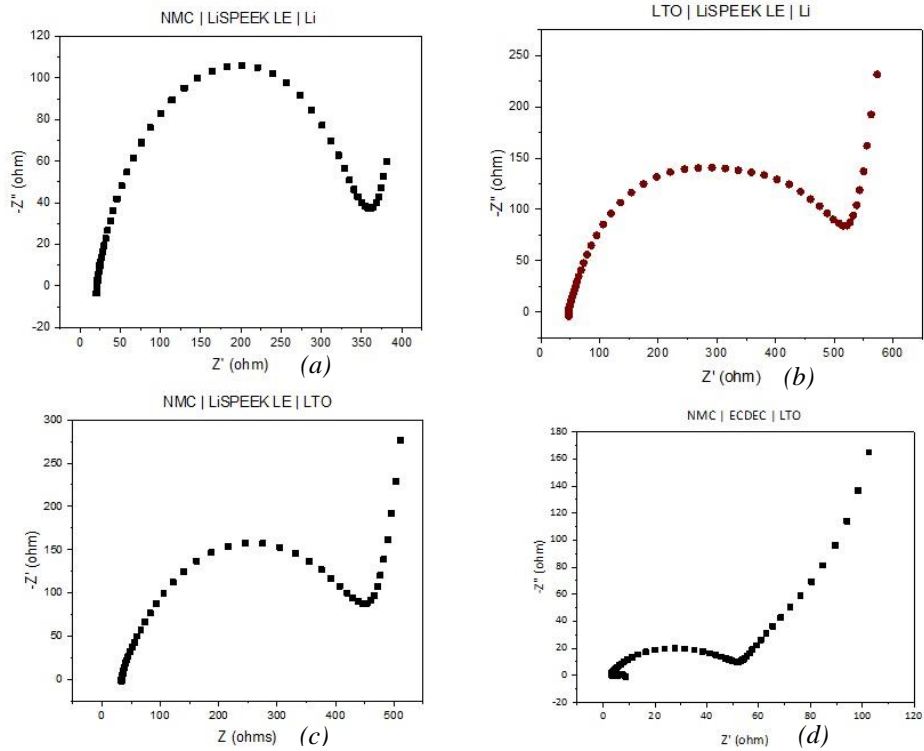 NMC | LiSPEEK LE | Li
120
100
80
60
40
20
0
-20
-Z" (ohm)
0 50 100 150 200 250 300 350 400
Z' (ohm)
(a)
LTO | LiSPEEK LE | Li
250
200
150
100
50
0
-Z" (ohm)
0 100 200 300 400 500 600
Z' (ohm)
(b)
NMC | LiSPEEK LE | LTO
300
250
200
150
100
50
0
-Z' (ohm)
0 100 200 300 400 500
Z (ohms)
(c)
NMC | ECDEC | LTO
180
160
140
120
100
80
60
40
20
0
-20
-Z" (ohm)
0 20 40 60 80 100 120
Z' (ohm)
(d)